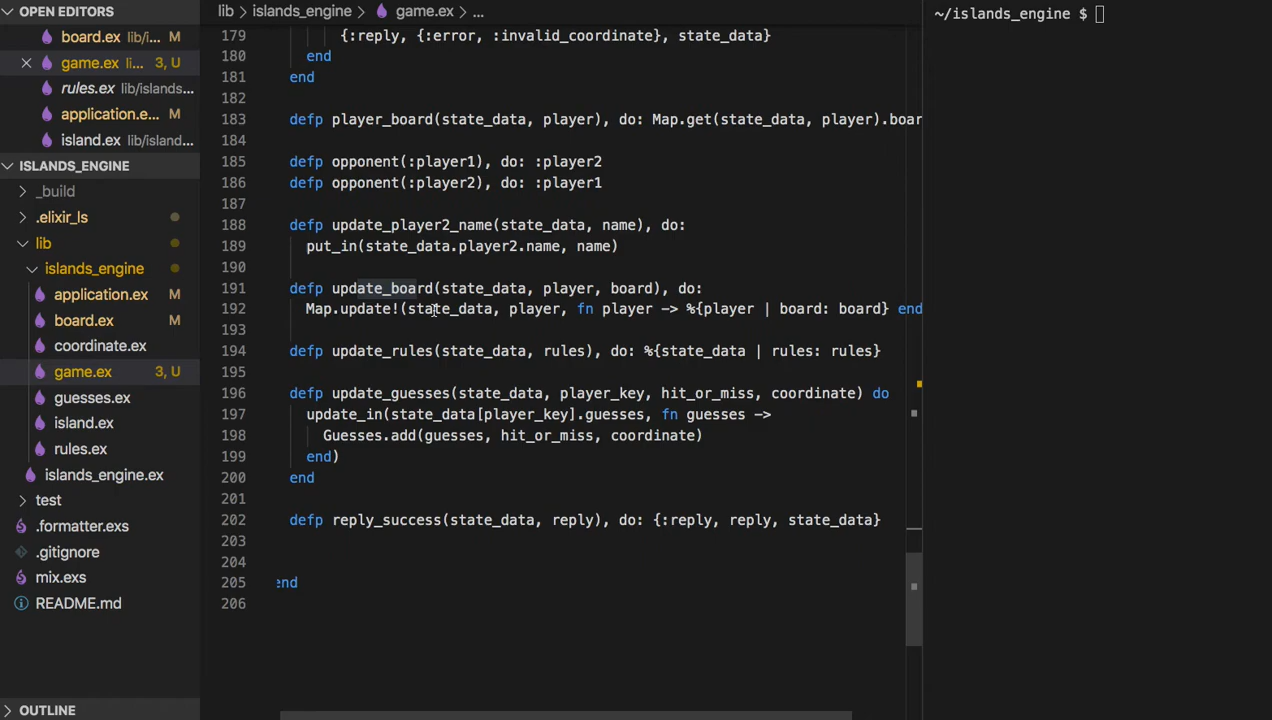 OPEN EDITORS
board.ex lib/i... M
game.ex li... 3, U
rules.ex lib/islands...
application.e... M
island.ex lib/island...
ISLANDS_ENGINE
_build
.elixir_ls
lib
islands_engine
application.ex M
board.ex M
coordinate.ex
game.ex 3, U
guesses.ex
island.ex
rules.ex
islands_engine.ex
test
.formatter.exs
.gitignore
mix.exs
README.md
OUTLINE
lib > islands_engine > game.ex > ...
179 {:reply, {:error, :invalid_coordinate}, state_data}
180 end
181 end
182
183 defp player_board(state_data, player), do: Map.get(state_data, player).boar
184
185 defp opponent(:player1), do: :player2
186 defp opponent(:player2), do: :player1
187
188 defp update_player2_name(state_data, name), do:
189 put_in(state_data.player2.name, name)
190
191 defp update_board(state_data, player, board), do:
192 Map.update!(state_data, player, fn player -> %{player | board: board} end
193
194 defp update_rules(state_data, rules), do: %{state_data | rules: rules}
195
196 defp update_guesses(state_data, player_key, hit_or_miss, coordinate) do
197 update_in(state_data[player_key].guesses, fn guesses ->
198 Guesses.add(guesses, hit_or_miss, coordinate)
199 end)
200 end
201
202 defp reply_success(state_data, reply), do: {:reply, reply, state_data}
203
204
205 end
206
~/islands_engine $